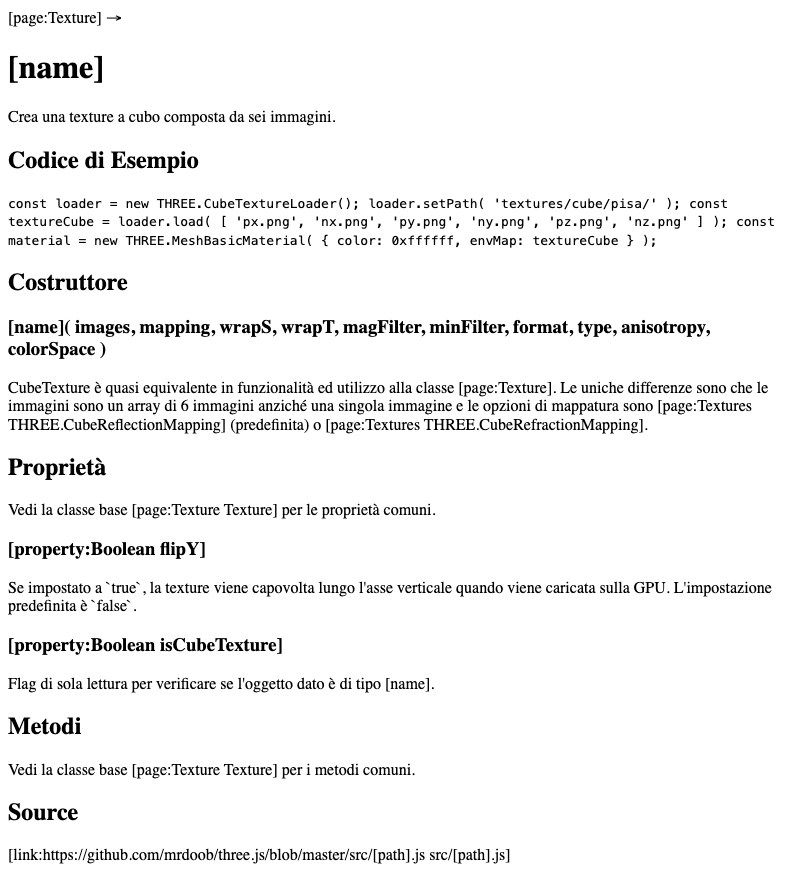 [page:Texture] →
[name]
Crea una texture a cubo composta da sei immagini.
Codice di Esempio
const loader = new THREE.CubeTextureLoader(); loader.setPath( 'textures/cube/pisa/' ); const
textureCube = loader.load( [ 'px.png', 'nx.png', 'py.png', 'ny.png', 'pz.png', 'nz.png' ] ); const
material = new THREE.MeshBasicMaterial( { color: 0xffffff, envMap: textureCube } );
Costruttore
[name]( images, mapping, wrapS, wrapT, magFilter, minFilter, format, type, anisotropy,
colorSpace )
CubeTexture è quasi equivalente in funzionalità ed utilizzo alla classe [page:Texture]. Le uniche differenze sono che le
immagini sono un array di 6 immagini anziché una singola immagine e le opzioni di mappatura sono [page:Textures
THREE.CubeReflectionMapping] (predefinita) o [page:Textures THREE.CubeRefractionMapping].
Proprietà
Vedi la classe base [page:Texture Texture] per le proprietà comuni.
[property:Boolean flipY]
Se impostato a `true`, la texture viene capovolta lungo l'asse verticale quando viene caricata sulla GPU. L'impostazione
predefinita è `false`.
[property:Boolean isCubeTexture]
Flag di sola lettura per verificare se l'oggetto dato è di tipo [name].
Metodi
Vedi la classe base [page:Texture Texture] per i metodi comuni.
Source
[link:https://github.com/mrdoob/three.js/blob/master/src/[path].js src/[path].js]